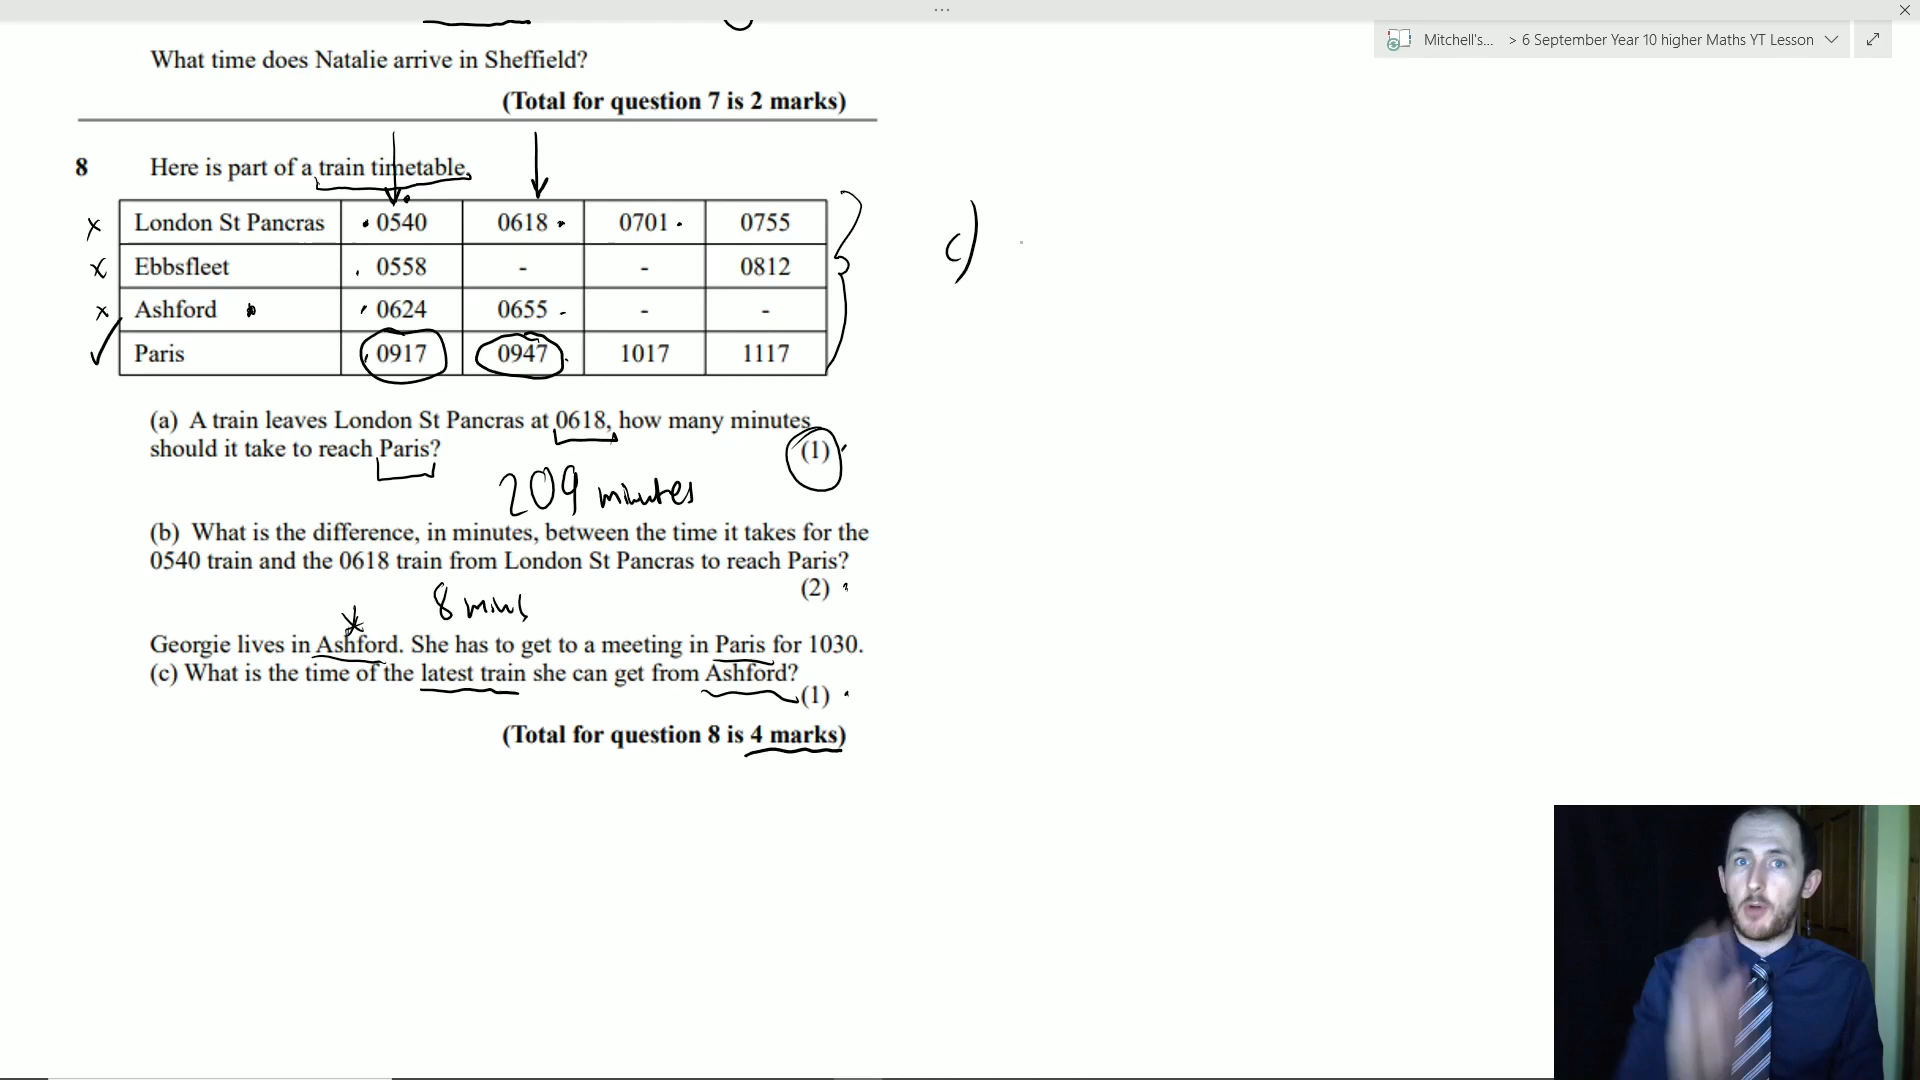 Mitchell's... > 6 September Year 10 higher Maths YT Lesson
What time does Natalie arrive in Sheffield?
(Total for question 7 is 2 marks)
8 Here is part of a train timetable.
London St Pancras 0540 0618 0701 0755
Ebbsfleet 0558 - - 0812
Ashford 0624 0655 - -
Paris 0917 0947 1017 1117
c)
(a) A train leaves London St Pancras at 0618, how many minutes
should it take to reach Paris?
(1)
209 minutes
(b) What is the difference, in minutes, between the time it takes for the
0540 train and the 0618 train from London St Pancras to reach Paris?
(2)
8 mins
Georgie lives in Ashford. She has to get to a meeting in Paris for 1030.
(c) What is the time of the latest train she can get from Ashford?
(1)
(Total for question 8 is 4 marks)